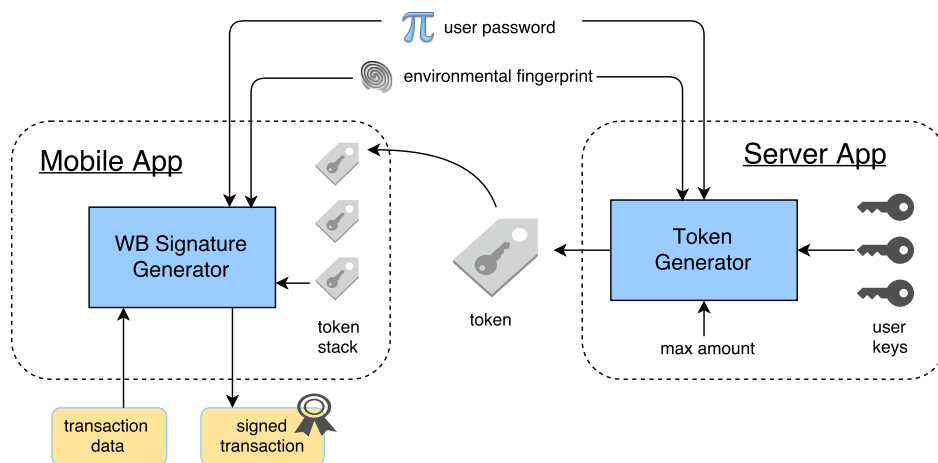 π user password
environmental fingerprint
Mobile App
Server App
WB Signature
Generator
Token
Generator
token
stack
token
max amount
user
keys
transaction
data
signed
transaction